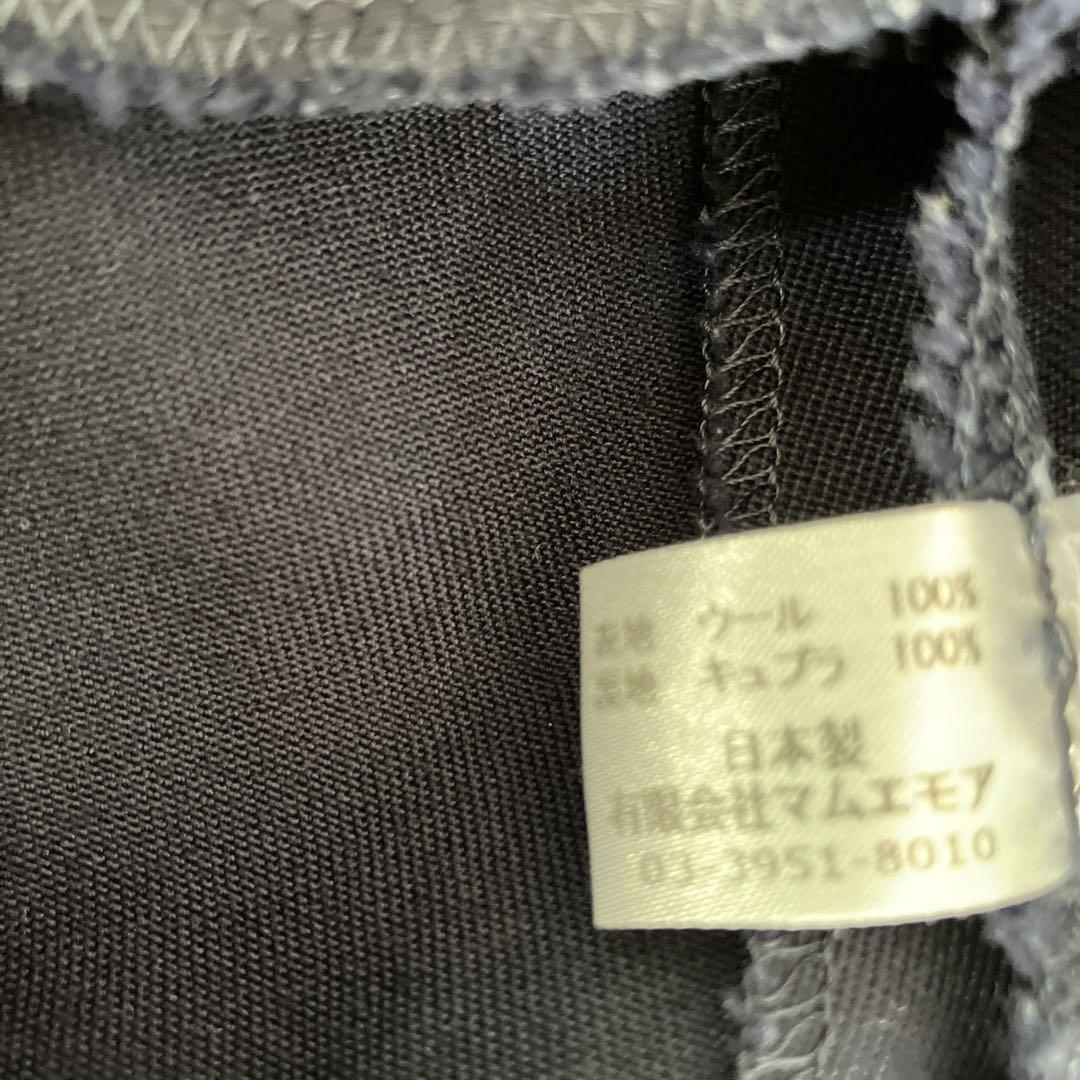 表地 ウール 100%
裏地 キュプラ 100%
日本製
有限会社マムエモア
03-3951-8010